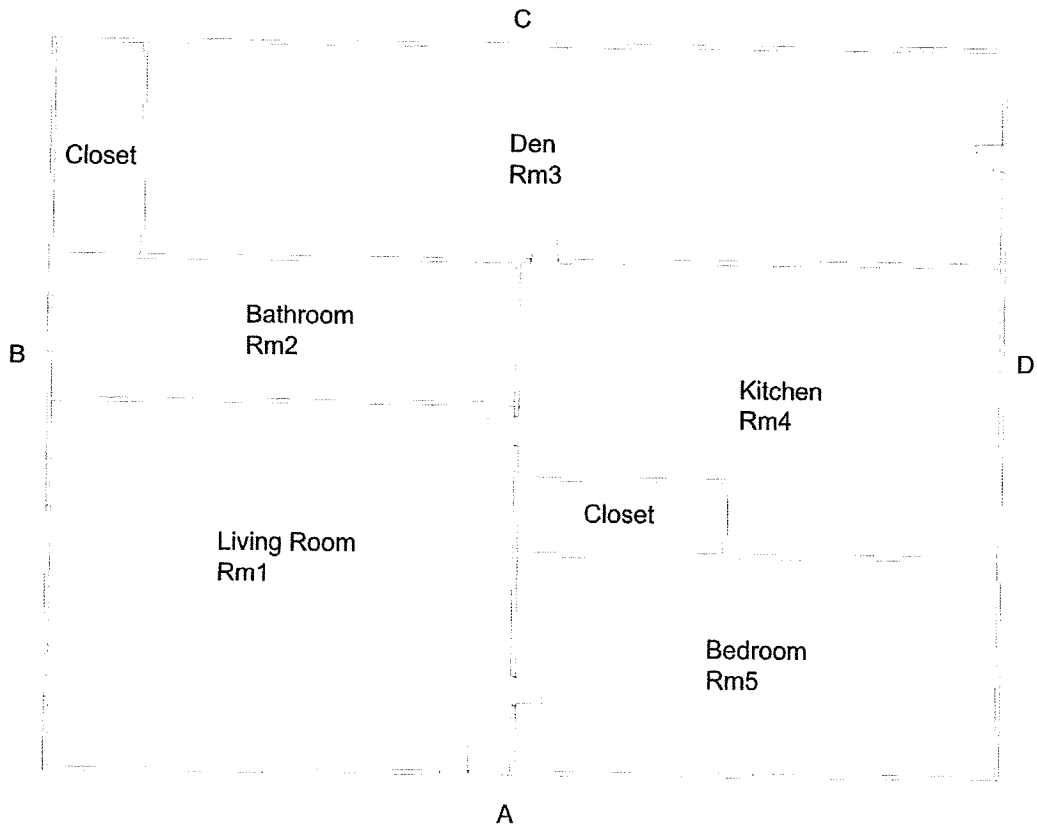 C
Closet
Den
Rm3
Bathroom
Rm2
B
D
Kitchen
Rm4
Closet
Living Room
Rm1
Bedroom
Rm5
A